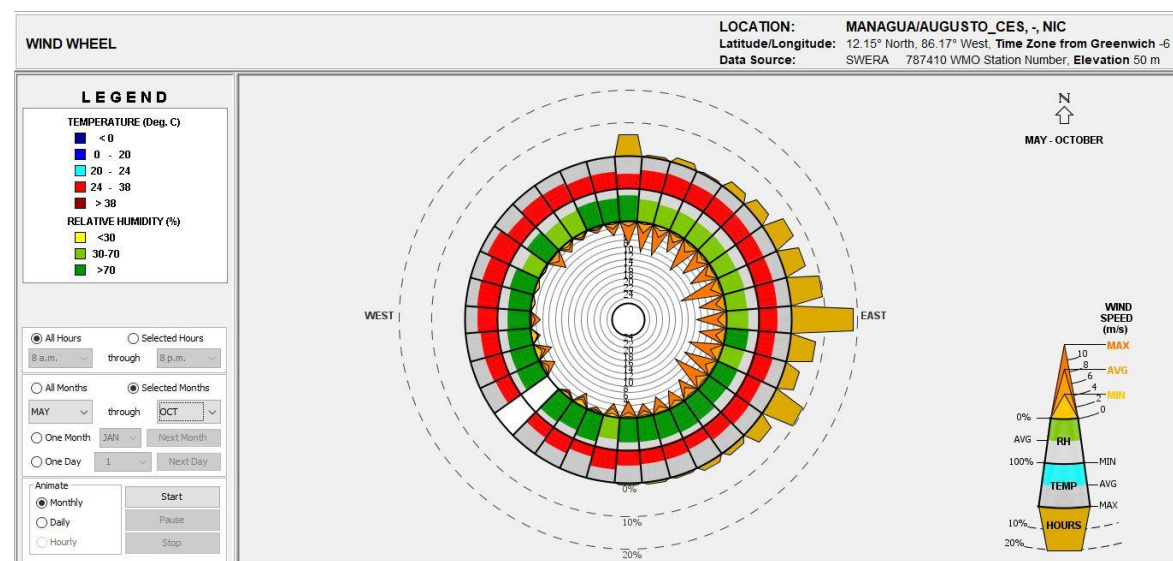 WIND WHEEL
LOCATION: MANAGUA/AUGUSTO_CES, -, NIC
Latitude/Longitude: 12.15° North, 86.17° West, Time Zone from Greenwich -6
Data Source: SWERA 787410 WMO Station Number, Elevation 50 m
LEGEND
TEMPERATURE (Deg. C)
< 0
0 - 20
20 - 24
24 - 38
> 38
RELATIVE HUMIDITY (%)
<30
30-70
>70
All Hours Selected Hours
8 a.m. through 8 p.m.
All Months Selected Months
MAY through OCT
One Month JAN Next Month
One Day 1 Next Day
Animate
Monthly Start
Daily Pause
Hourly Stop
N
MAY - OCTOBER
WEST
EAST
0%
10%
20%
WIND
SPEED
(m/s)
MAX
10
8
AVG
6
4
MIN
2
0
0%
AVG RH
100% MIN
TEMP AVG
MAX
10% HOURS
20%